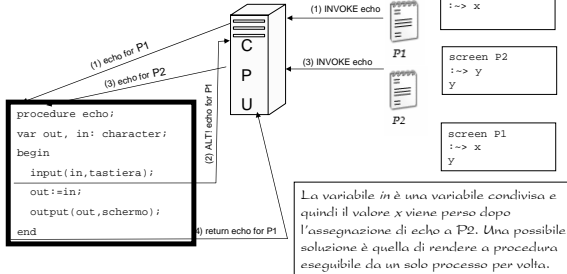 (1) INVOKE echo
:~> x
P1
(1) echo for P1
(3) echo for P2
C
P
U
(3) INVOKE echo
screen P2
:~> y
y
P2
(2) ALT! echo for P1
procedure echo;
var out, in: character;
begin
input(in,tastiera);
out:=in;
output(out,schermo);
end
4) return echo for P1
screen P1
:~> x
y
La variabile in è una variabile condivisa e
quindi il valore x viene perso dopo
l'assegnazione di echo a P2. Una possibile
soluzione è quella di rendere a procedura
eseguibile da un solo processo per volta.